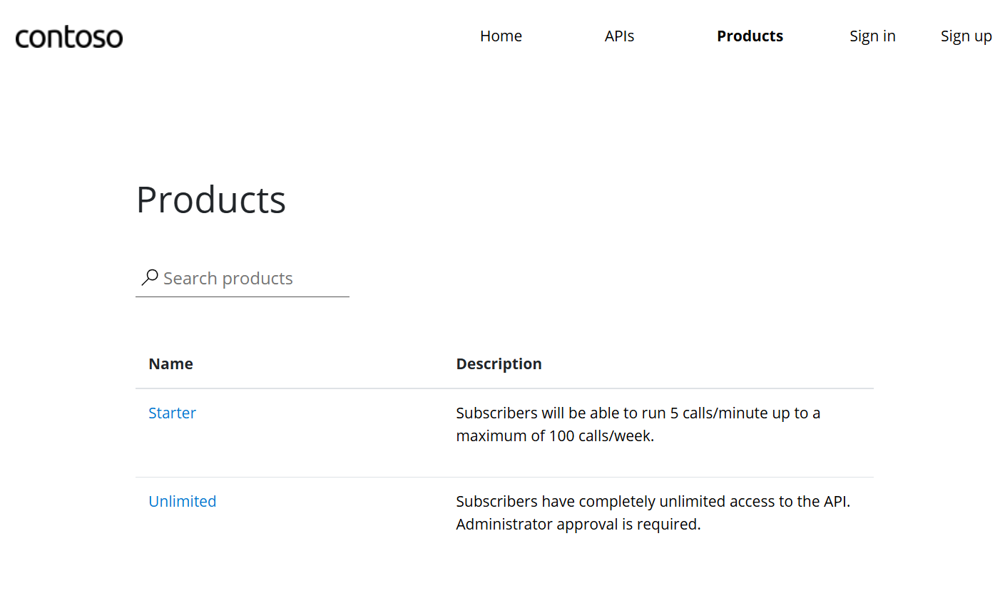 contoso
Home APIs Products Sign in Sign up
Products
Search products
Name Description
Starter Subscribers will be able to run 5 calls/minute up to a
maximum of 100 calls/week.
Unlimited Subscribers have completely unlimited access to the API.
Administrator approval is required.